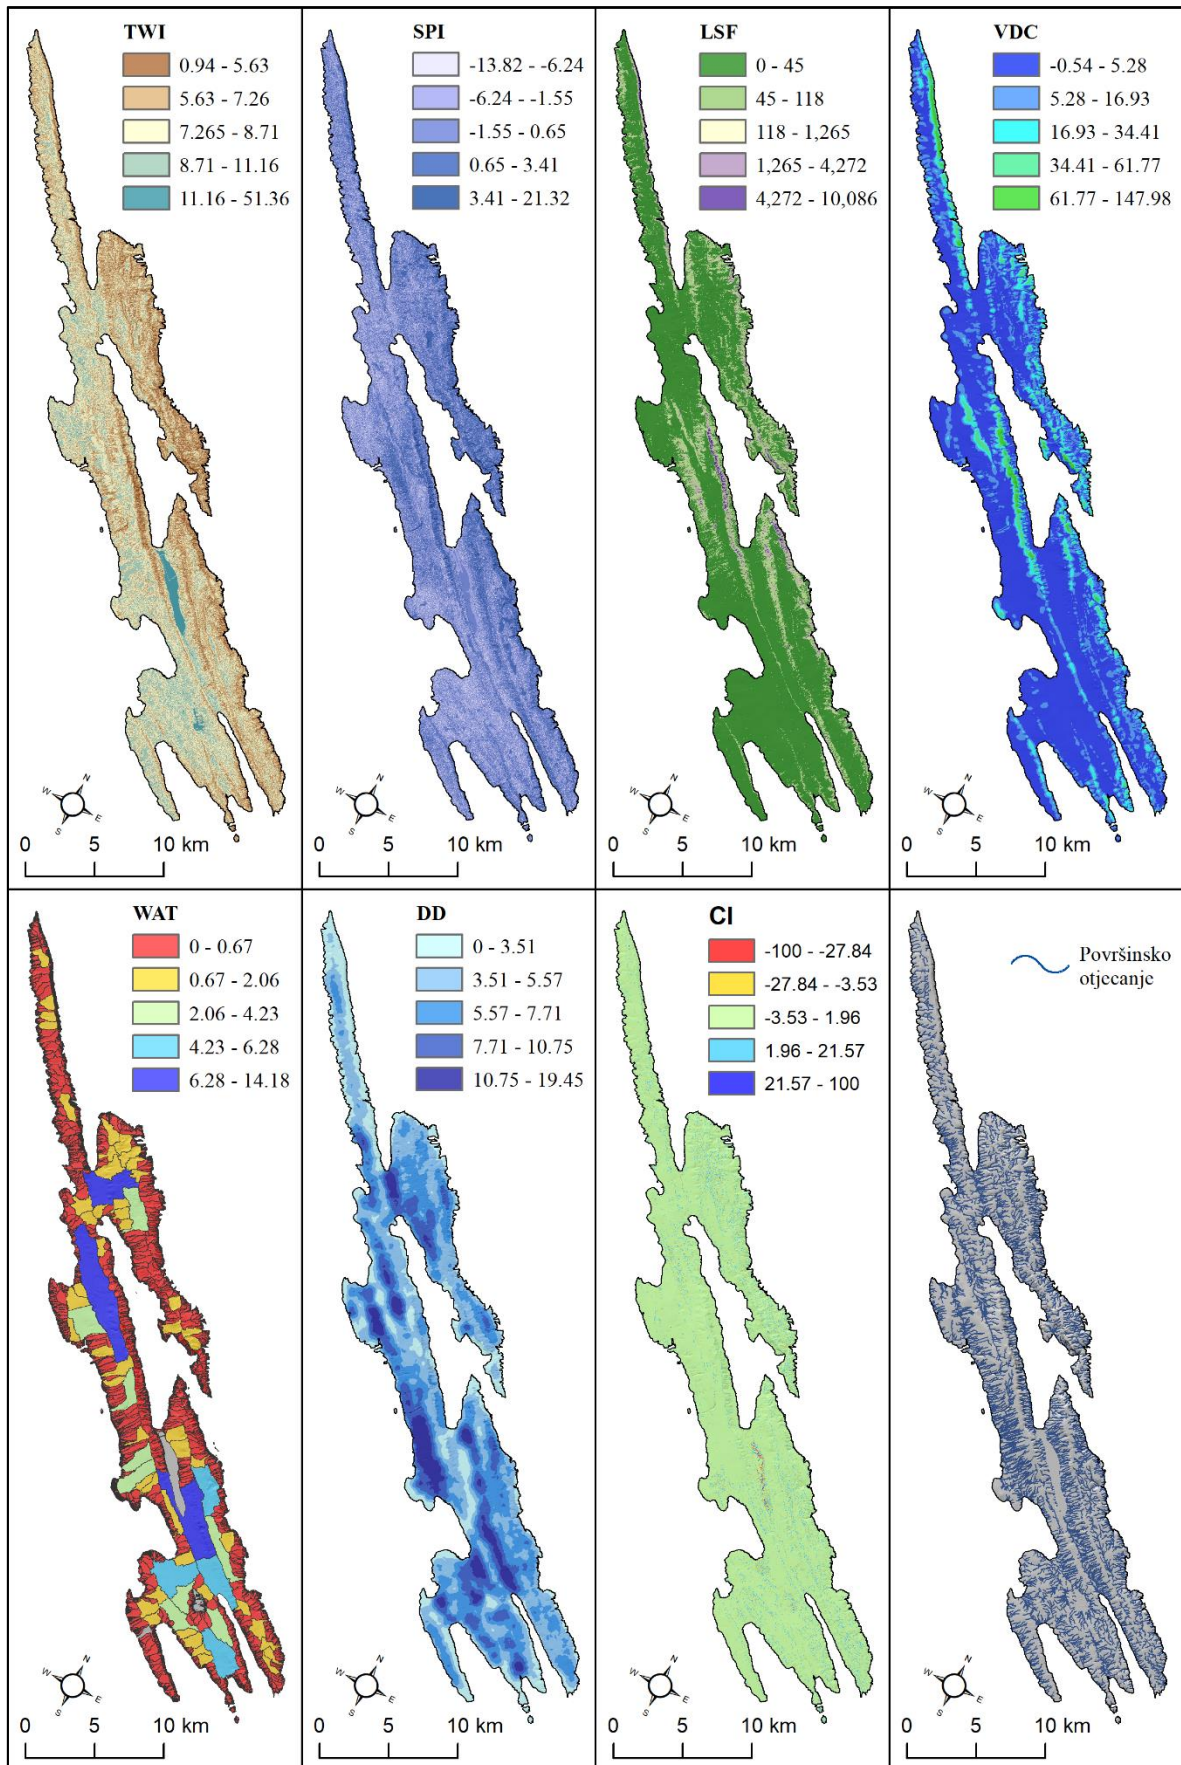 TWI
0.94 - 5.63
5.63 - 7.26
7.265 - 8.71
8.71 - 11.16
11.16 - 51.36
N
W
E
S
0 5 10 km
SPI
-13.82 - -6.24
-6.24 - -1.55
-1.55 - 0.65
0.65 - 3.41
3.41 - 21.32
N
W
E
S
0 5 10 km
LSF
0 - 45
45 - 118
118 - 1,265
1,265 - 4,272
4,272 - 10,086
N
W
E
S
0 5 10 km
VDC
-0.54 - 5.28
5.28 - 16.93
16.93 - 34.41
34.41 - 61.77
61.77 - 147.98
N
W
E
S
0 5 10 km
WAT
0 - 0.67
0.67 - 2.06
2.06 - 4.23
4.23 - 6.28
6.28 - 14.18
N
W
E
S
0 5 10 km
DD
0 - 3.51
3.51 - 5.57
5.57 - 7.71
7.71 - 10.75
10.75 - 19.45
N
W
E
S
0 5 10 km
CI
-100 - -27.84
-27.84 - -3.53
-3.53 - 1.96
1.96 - 21.57
21.57 - 100
N
W
E
S
0 5 10 km
Površinsko
otjecanje
N
W
E
S
0 5 10 km